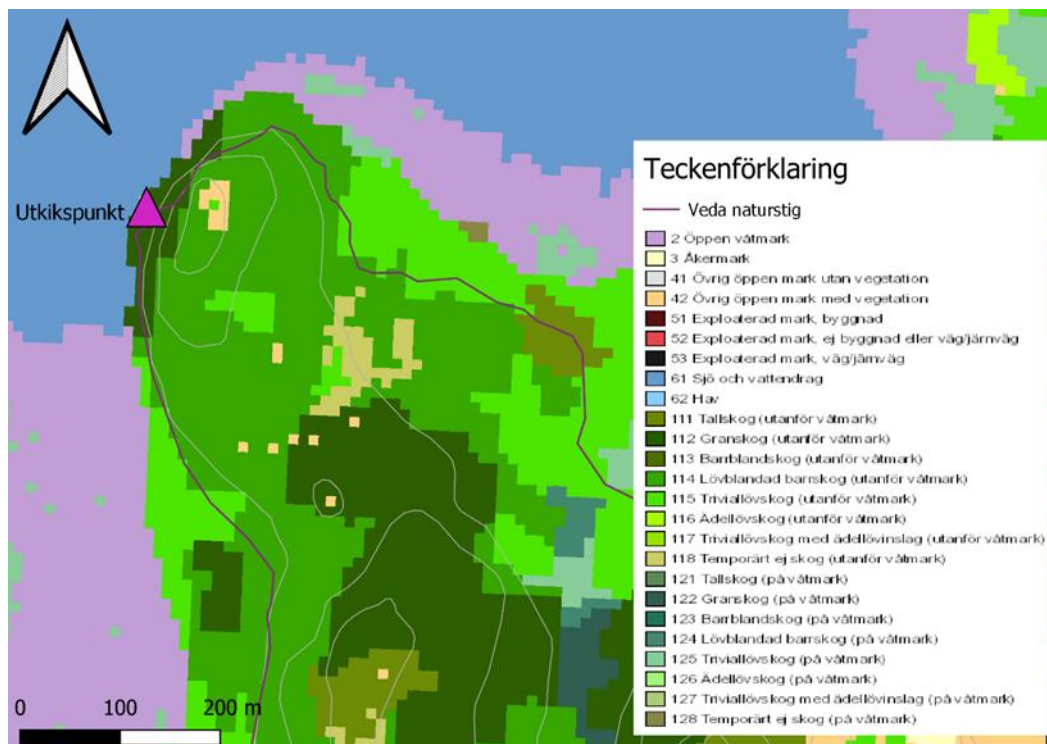 Utkikspunkt
Teckenförklaring
Veda naturstig
2 Öppen våtmark
3 Åkermark
41 Övrig öppen mark utan vegetation
42 Övrig öppen mark med vegetation
51 Exploaterad mark, byggnad
52 Exploaterad mark, ej byggnad eller väg/järnväg
53 Exploaterad mark, väg/järnväg
61 Sjö och vattendrag
62 Hav
111 Tallskog (utanför våtmark)
112 Granskog (utanför våtmark)
113 Barrblandskog (utanför våtmark)
114 Lövblandad barrskog (utanför våtmark)
115 Triviallövskog (utanför våtmark)
116 Ädellövskog (utanför våtmark)
117 Triviallövskog med ädellövinslag (utanför våtmark)
118 Temporärt ej skog (utanför våtmark)
121 Tallskog (på våtmark)
122 Granskog (på våtmark)
123 Barrblandskog (på våtmark)
124 Lövblandad barrskog (på våtmark)
125 Triviallövskog (på våtmark)
126 Ädellövskog (på våtmark)
127 Triviallövskog med ädellövinslag (på våtmark)
128 Temporärt ej skog (på våtmark)
0 100 200 m